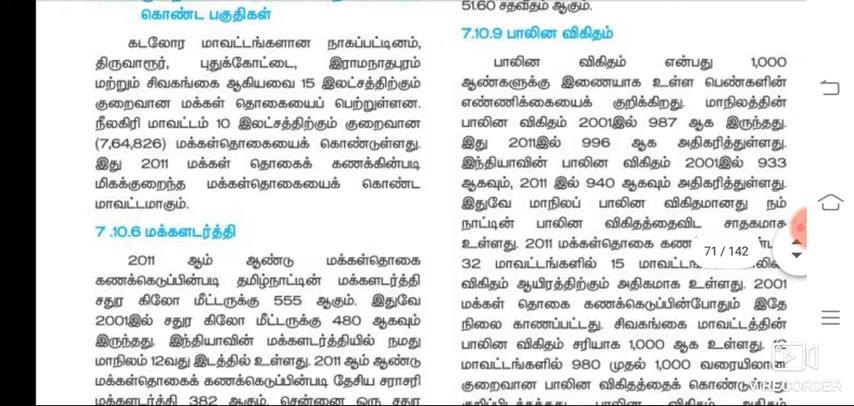 கொண்ட பகுதிகள்
கடலோர மாவட்டங்களான நாகப்பட்டினம்,
திருவாரூர், புதுக்கோட்டை, இராமநாதபுரம்
மற்றும் சிவகங்கை ஆகியவை 15 இலட்சத்திற்கும்
குறைவான மக்கள் தொகையைப் பெற்றுள்ளன.
நீலகிரி மாவட்டம் 10 இலட்சத்திற்கும் குறைவான
(7,64,826) மக்கள்தொகையைக் கொண்டுள்ளது.
இது 2011 மக்கள் தொகைக் கணக்கின்படி
மிகக்குறைந்த மக்கள்தொகையைக் கொண்ட
மாவட்டமாகும்.
7 .10.6 மக்களடர்த்தி
2011 ஆம் ஆண்டு மக்கள்தொகை
கணக்கெடுப்பின்படி தமிழ்நாட்டின் மக்களடர்த்தி
சதுர கிலோ மீட்டருக்கு 555 ஆகும். இதுவே
2001இல் சதுர கிலோ மீட்டருக்கு 480 ஆகவும்
இருந்தது. இந்தியாவின் மக்களடர்த்தியில் நமது
மாநிலம் 12வது இடத்தில் உள்ளது. 2011 ஆம் ஆண்டு
மக்கள்தொகைக் கணக்கெடுப்பின்படி தேசிய சராசரி
மக்களடர்த்தி 382 ஆகும். சென்னை ஒரு சதுர
51.60 சதவீதம் ஆகும்.
7.10.9 பாலின விகிதம்
பாலின விகிதம் என்பது 1,000
ஆண்களுக்கு இணையாக உள்ள பெண்களின்
எண்ணிக்கையைக் குறிக்கிறது. மாநிலத்தின்
பாலின விகிதம் 2001இல் 987 ஆக இருந்தது.
இது 2011இல் 996 ஆக அதிகரித்துள்ளது.
இந்தியாவின் பாலின விகிதம் 2001இல் 933
ஆகவும், 2011 இல் 940 ஆகவும் அதிகரித்துள்ளது.
இதுவே மாநிலப் பாலின விகிதமானது நம்
நாட்டின் பாலின விகிதத்தைவிட சாதகமாக
உள்ளது. 2011 மக்கள்தொகை
32 மாவட்டங்களில் 15
விகிதம் ஆயிரத்திற்கும் அதிகமாக உள்ளது. 2001
மக்கள் தொகை கணக்கெடுப்பின்போதும் இதே
நிலை காணப்பட்டது. சிவகங்கை மாவட்டத்தின்
பாலின விகிதம் சரியாக 1,000 ஆக உள்ளது.
மாவட்டங்களில் 980 முதல் 1,000 வரையிலான
குறைவான பாலின விகிதத்தைக்
பாலின விகிதம்
71 / 142
VIRECORDER